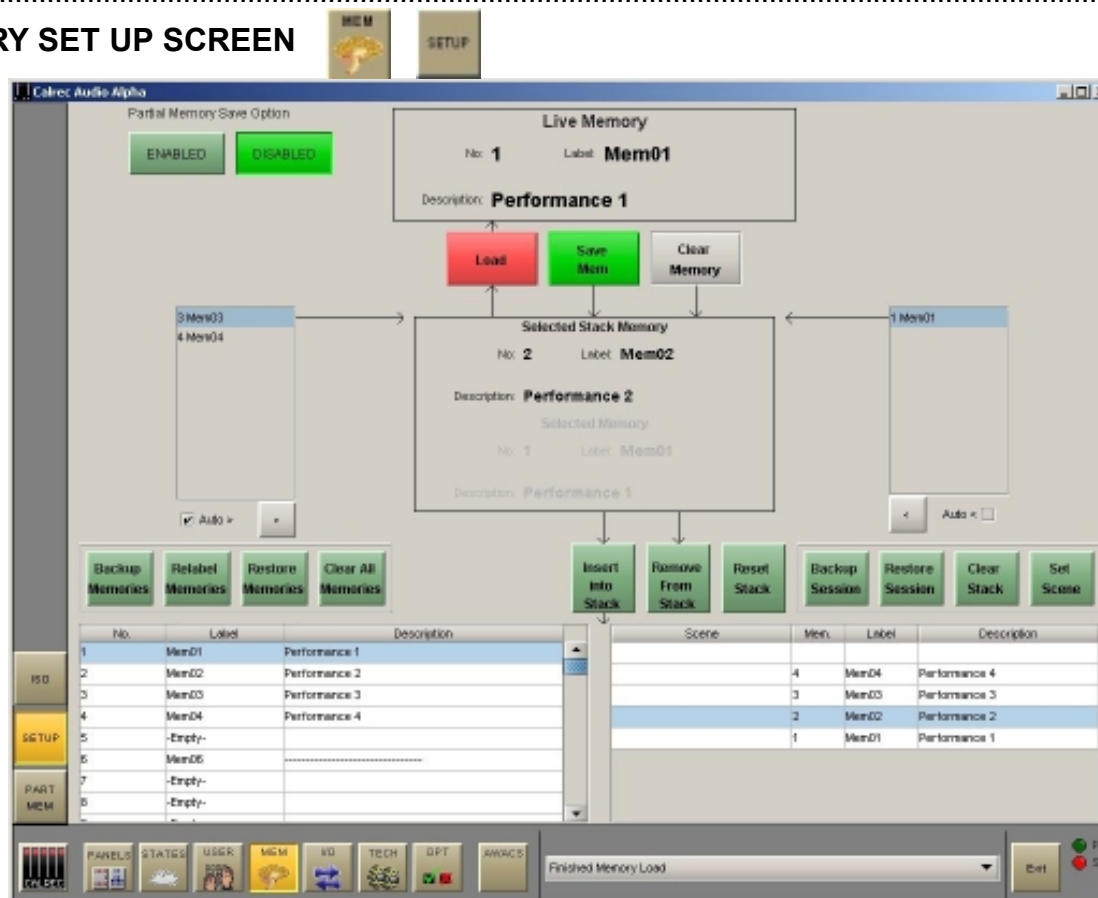 RY SET UP SCREEN
MEM
SETUP
Calrec Audio Alpha
Partial Memory Save Option
ENABLED
DISABLED
Live Memory
No: 1 Label: Mem01
Description: Performance 1
Load
Save Mem
Clear Memory
3 Mem03
4 Mem04
Selected Stack Memory
No: 2 Label: Mem02
Description: Performance 2
Selected Memory
No: 1 Label: Mem01
Description: Performance 1
1 Mem01
Auto >
<
Auto <
Backup Memories
Relabel Memories
Restore Memories
Clear All Memories
Insert Into Stack
Remove From Stack
Reset Stack
Backup Session
Restore Session
Clear Stack
Set Scene
No. Label Description
1 Mem01 Performance 1
2 Mem02 Performance 2
3 Mem03 Performance 3
4 Mem04 Performance 4
5 -Empty-
6 Mem06 --------------------------------
7 -Empty-
8 -Empty-
Scene Mem. Label Description
4 Mem04 Performance 4
3 Mem03 Performance 3
2 Mem02 Performance 2
1 Mem01 Performance 1
ISO
SETUP
PART MEM
CALREC
PANELS
STATES
USER
MEM
I/O
TECH
OPT
AWACS
Finished Memory Load
Exit
P
S